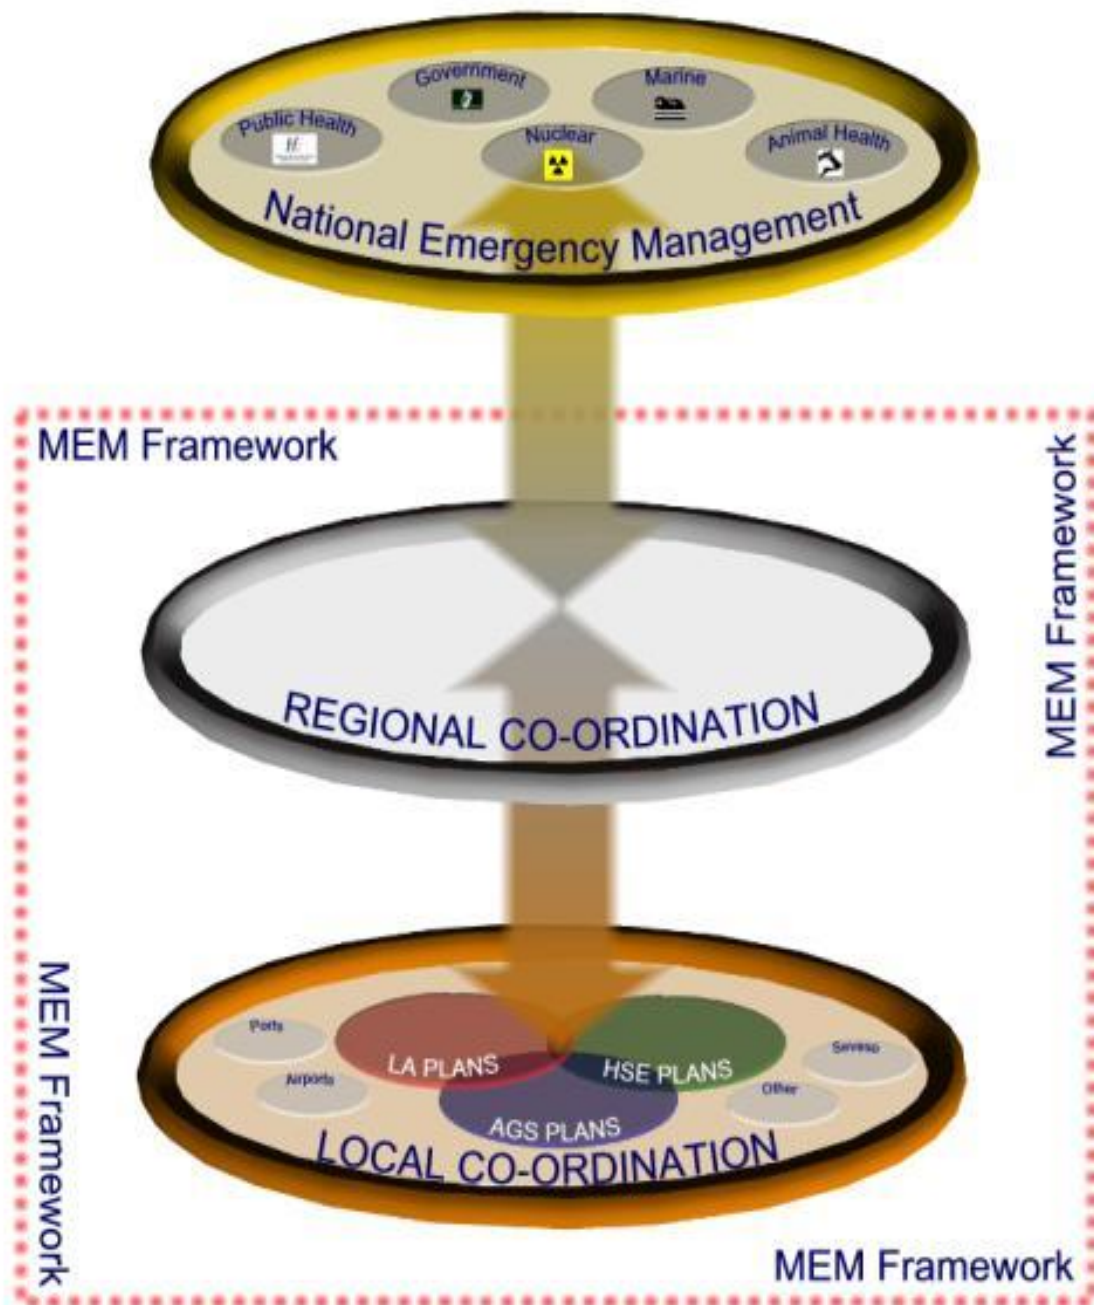 Government
Marine
Public Health
Nuclear
Animal Health
National Emergency Management
MEM Framework
MEM Framework
REGIONAL CO-ORDINATION
MEM Framework
Ports
LA PLANS
HSE PLANS
Seveso
Airports
Other
AGS PLANS
LOCAL CO-ORDINATION
MEM Framework